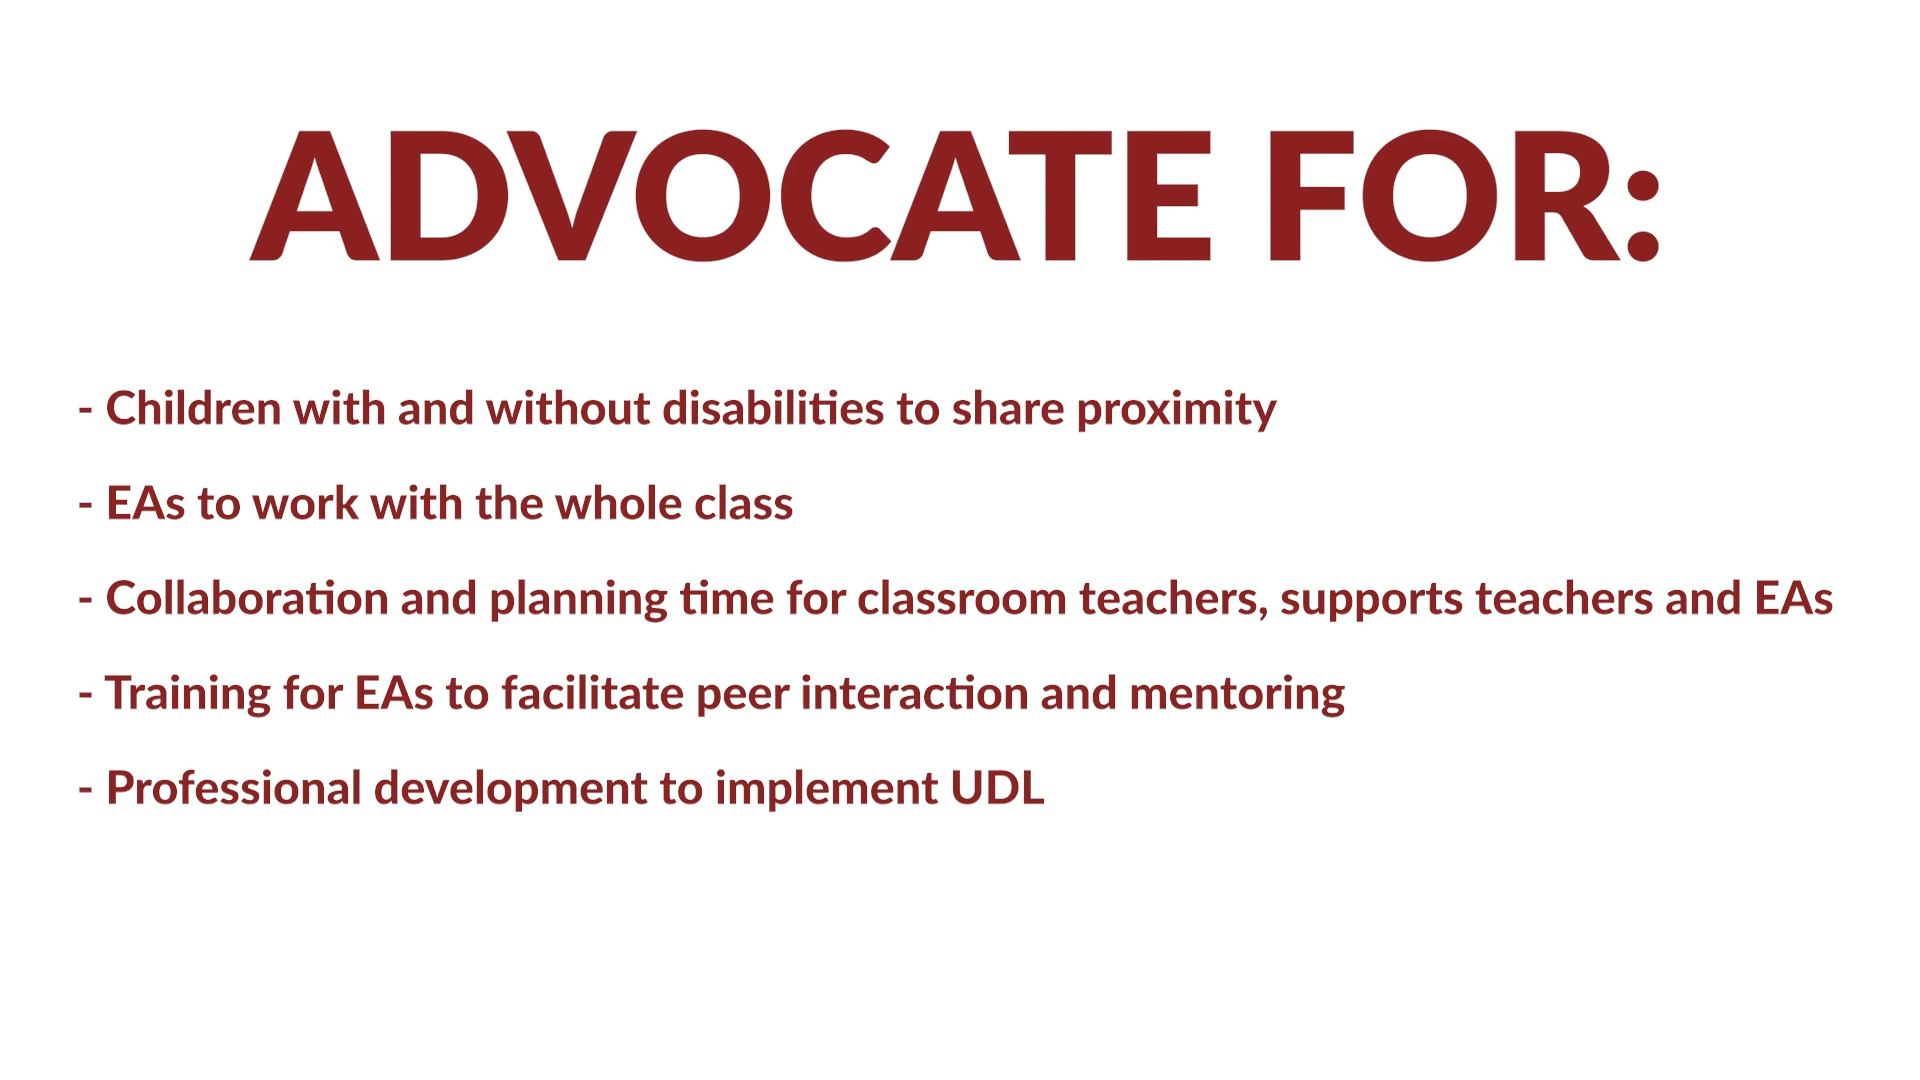 ADVOCATE FOR:
- Children with and without disabilities to share proximity
- EAs to work with the whole class
- Collaboration and planning time for classroom teachers, supports teachers and EAs
- Training for EAs to facilitate peer interaction and mentoring
- Professional development to implement UDL